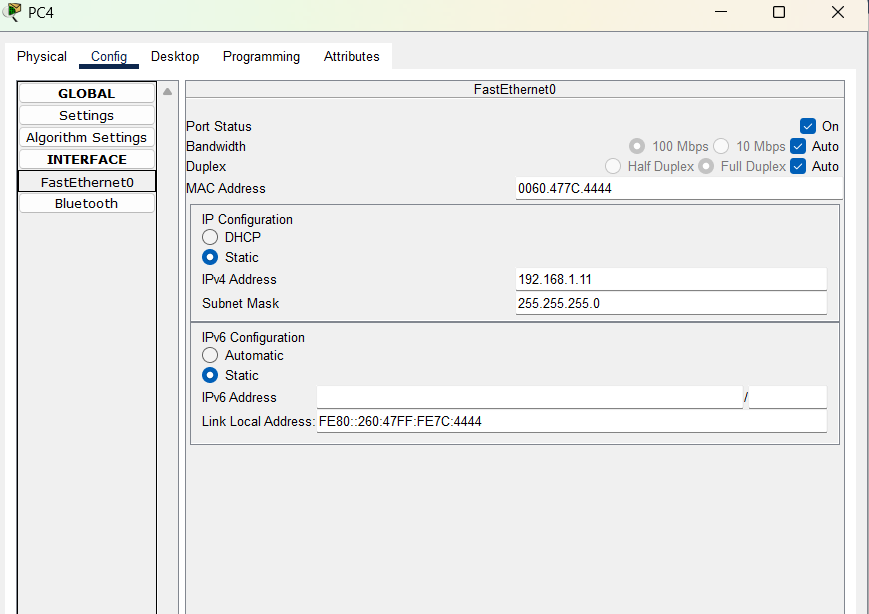 PC4
Physical Config Desktop Programming Attributes
GLOBAL
Settings
Algorithm Settings
INTERFACE
FastEthernet0
Bluetooth
FastEthernet0
Port Status On
Bandwidth 100 Mbps 10 Mbps Auto
Duplex Half Duplex Full Duplex Auto
MAC Address 0060.477C.4444
IP Configuration
DHCP
Static
IPv4 Address 192.168.1.11
Subnet Mask 255.255.255.0
IPv6 Configuration
Automatic
Static
IPv6 Address /
Link Local Address: FE80::260:47FF:FE7C:4444